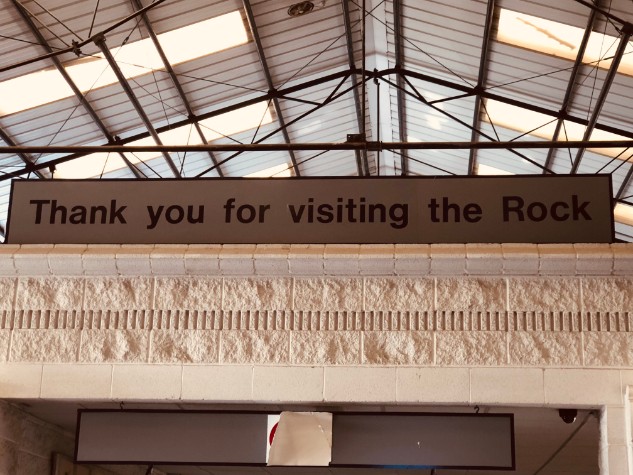 Thank you for visiting the Rock